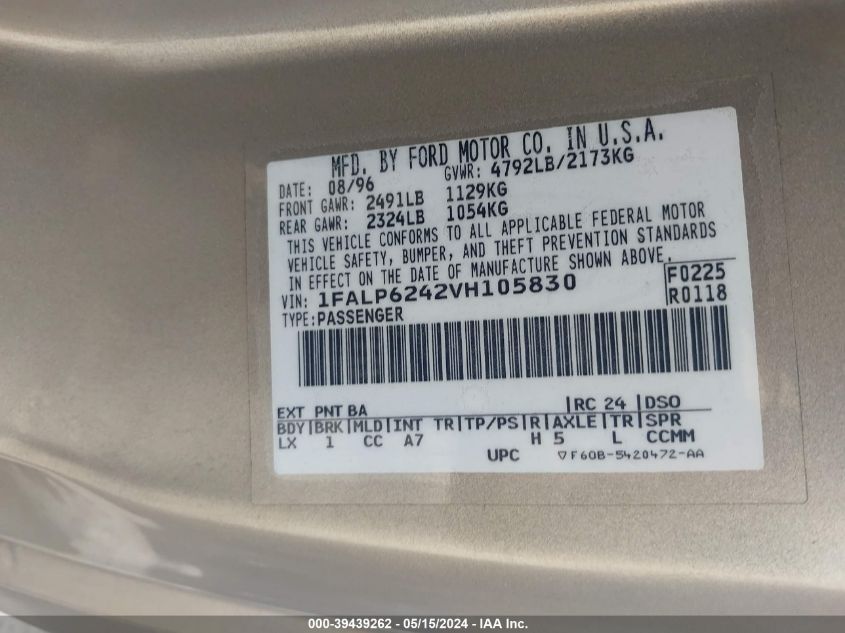 MFD. BY FORD MOTOR CO. IN U.S.A.
DATE: 08/96 GVWR: 4792LB/2173KG
FRONT GAWR: 2491LB 1129KG
REAR GAWR: 2324LB 1054KG
THIS VEHICLE CONFORMS TO ALL APPLICABLE FEDERAL MOTOR
VEHICLE SAFETY, BUMPER, AND THEFT PREVENTION STANDARDS
IN EFFECT ON THE DATE OF MANUFACTURE SHOWN ABOVE.
VIN: 1FALP6242VH105830 F0225
TYPE: PASSENGER R0118
EXT PNT BA RC 24 DSO
BDY BRK MLD INT TR TP/PS R AXLE TR SPR
LX 1 CC A7 H 5 L CCMM
UPC ▽F60B-5420472-AA
000-39439262 - 05/15/2024 - IAA Inc.